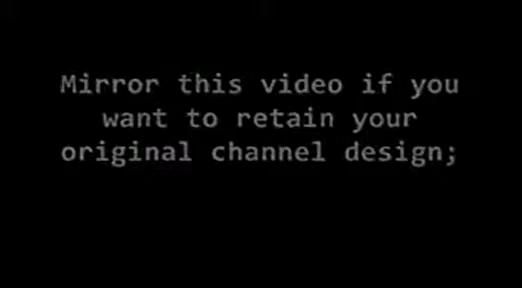 Mirror this video if you
want to retain your
original channel design;